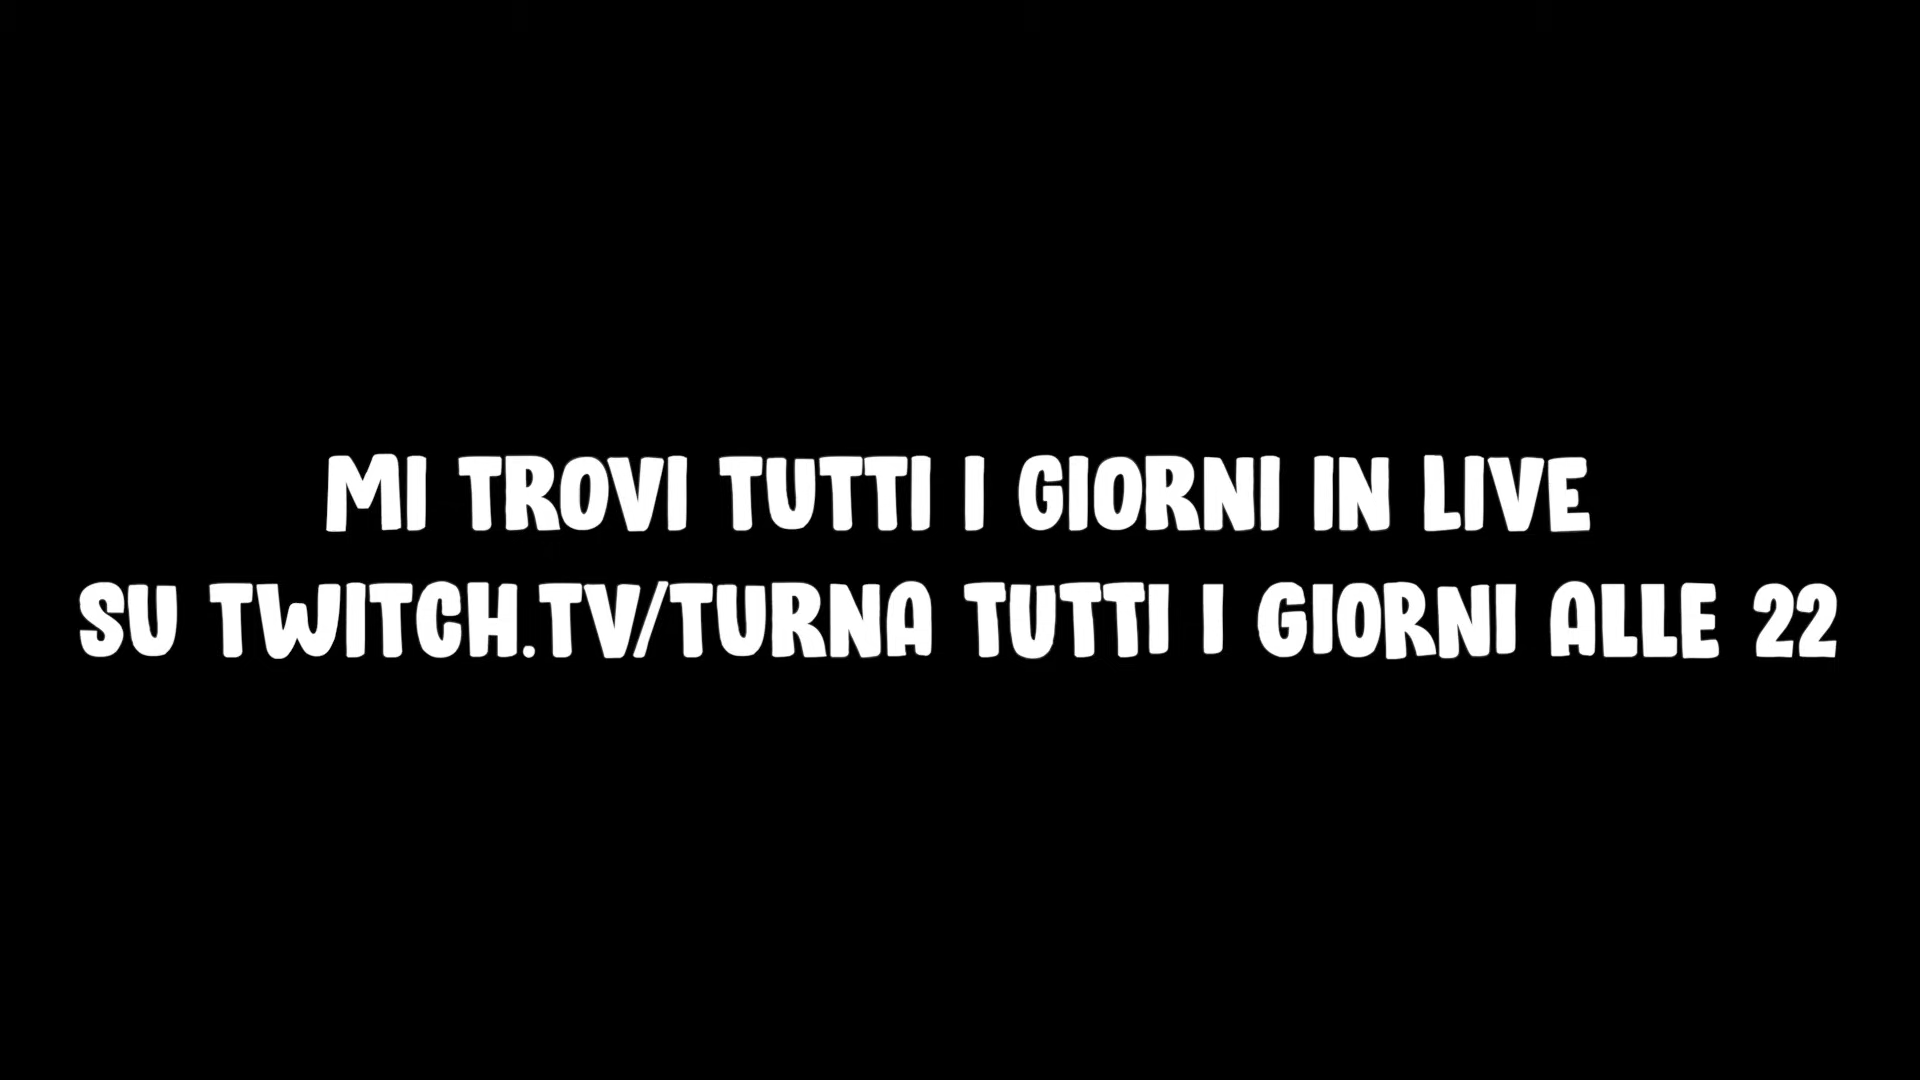 MI TROVI TUTTI I GIORNI IN LIVE
SU TWITCH.TV/TURNA TUTTI I GIORNI ALLE 22